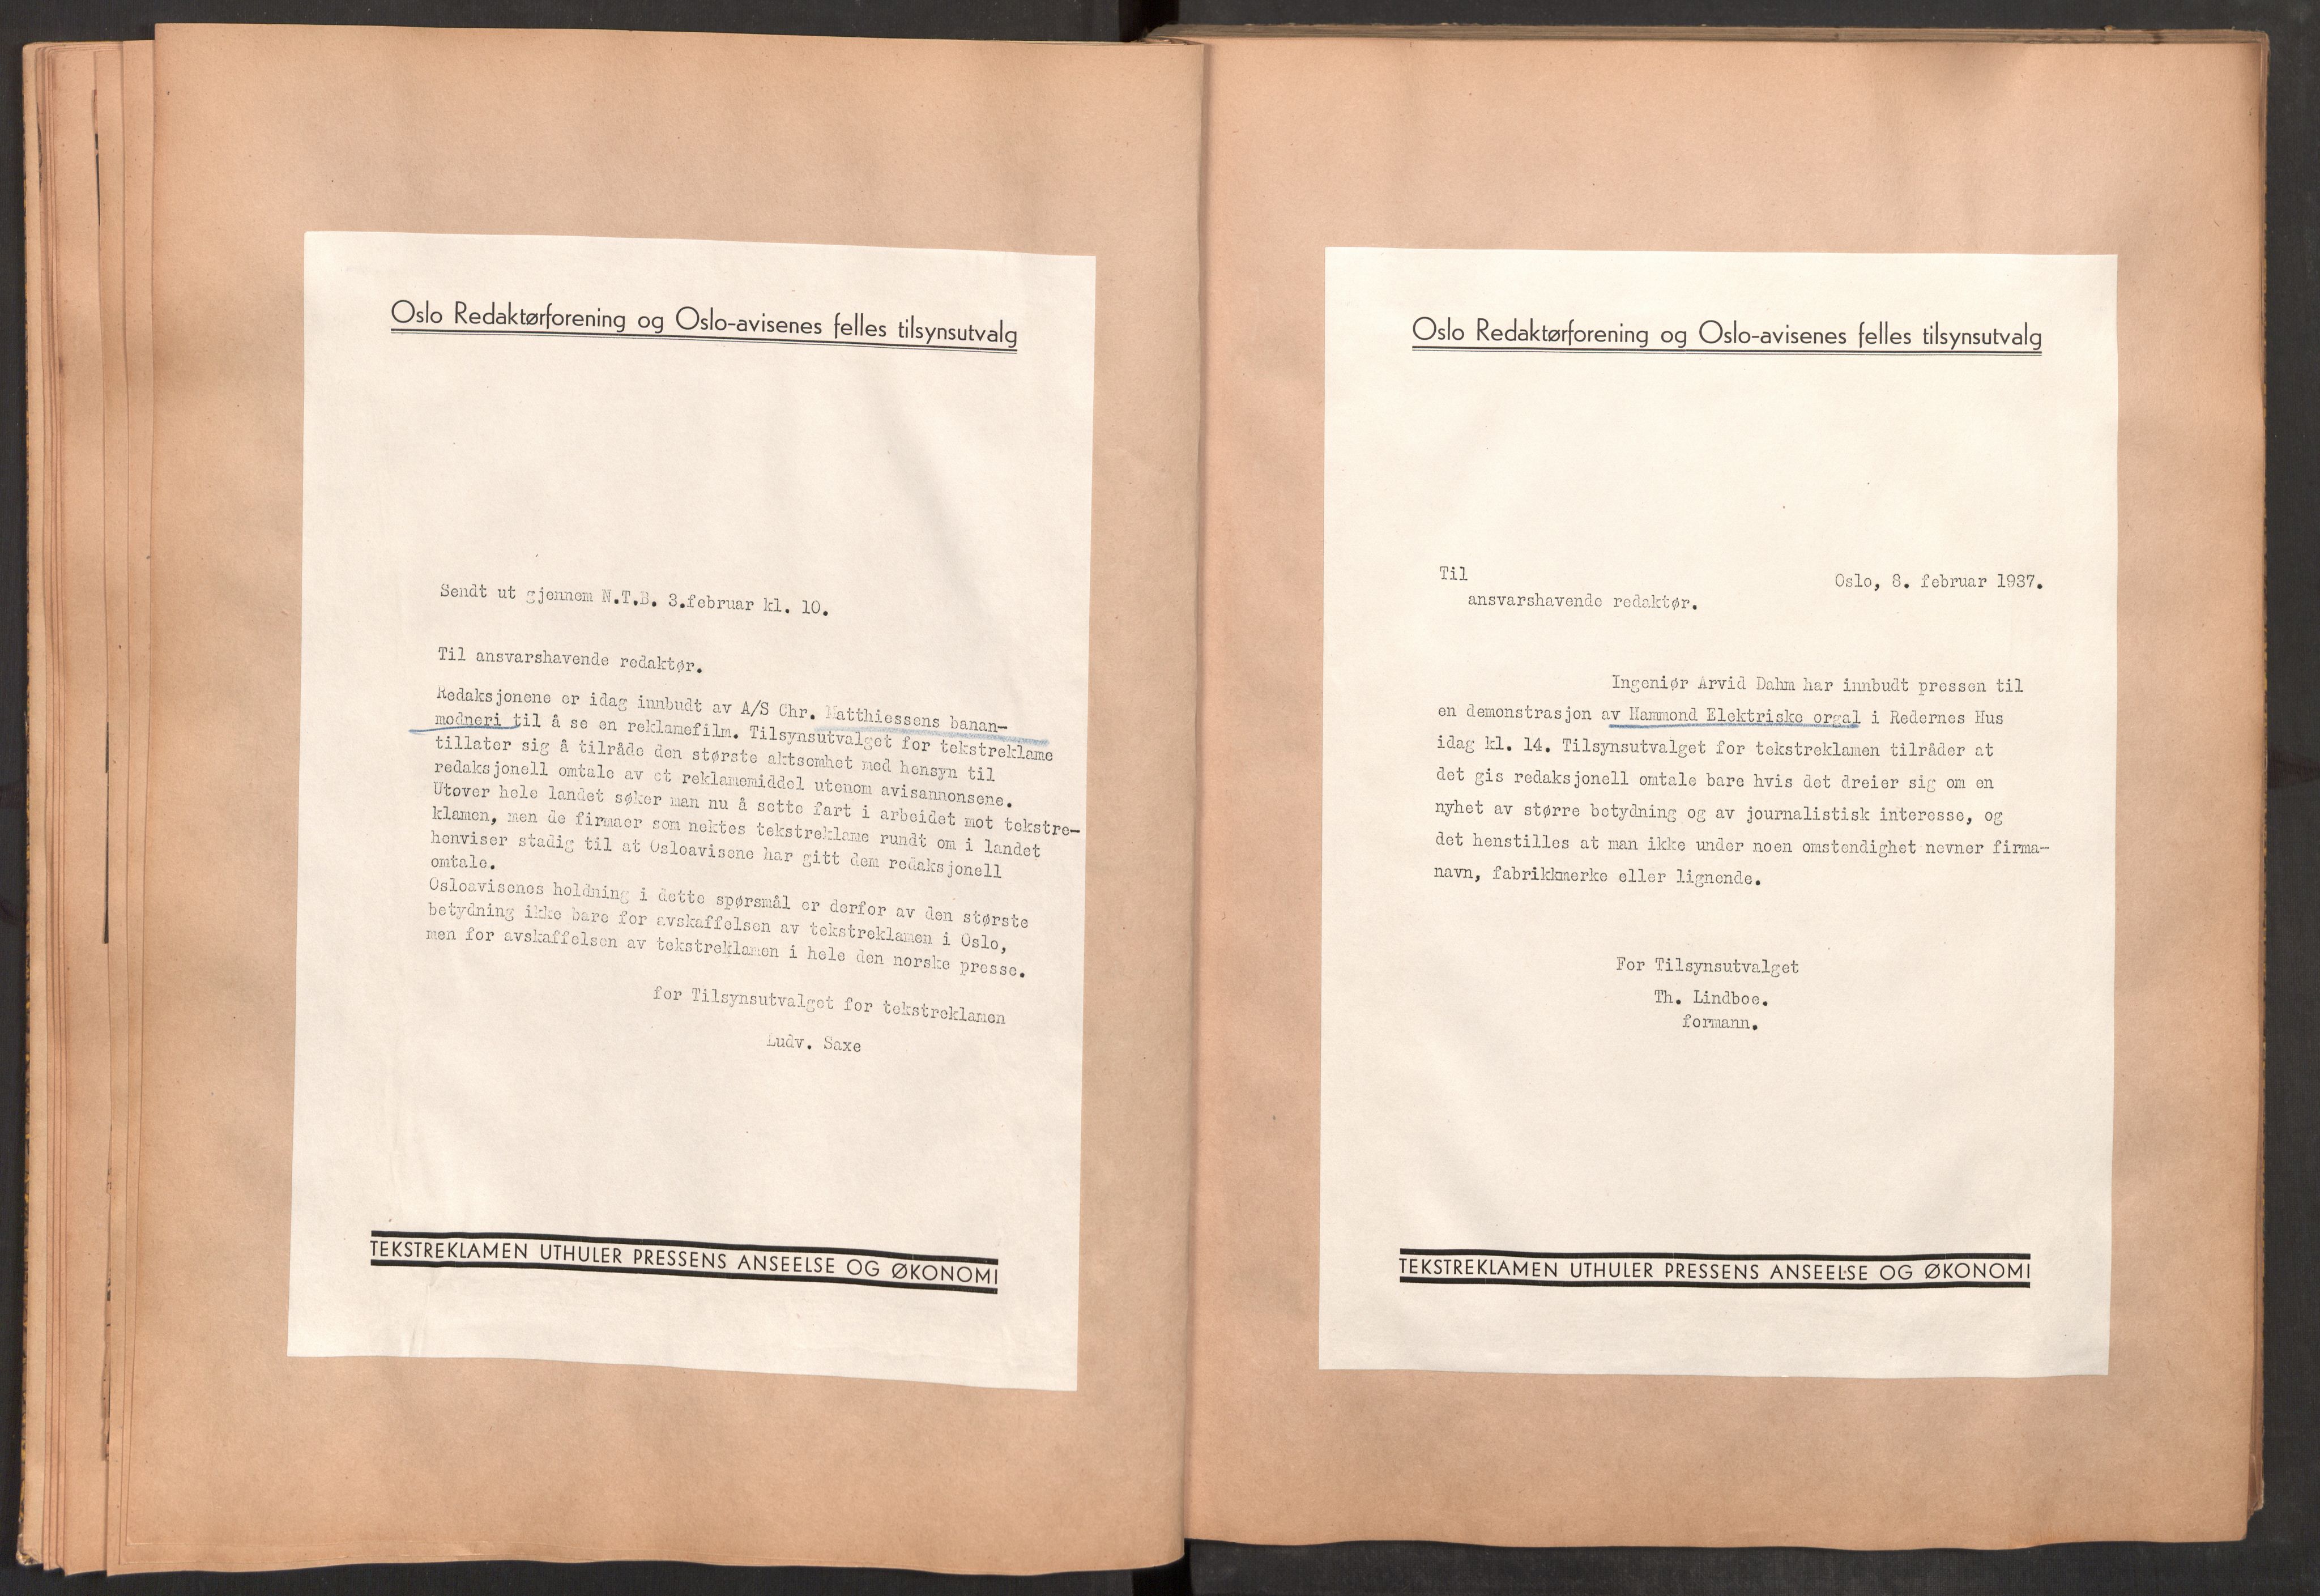 Oslo Redaktørforening og Oslo-avisenes felles tilsynsutvalg
Sendt ut gjennem N.T.B. 3.februar kl. 10.
Til ansvarshavende redaktør.
Redaksjonene er idag innbudt av A/S Chr. Matthiessens banan-
modneri til å se en reklamefilm. Tilsynsutvalget for tekstreklame
tillater sig å tilråde den største aktsomhet med hensyn til
redaksjonell omtale av et reklamemiddel utenom avisannonsene.
Utover hele landet søker man nu å sette fart i arbeidet mot tekstre-
klamen, men de firmaer som nektes tekstreklame rundt om i landet
henviser stadig til at Osloavisene har gitt dem redaksjonell
omtale.
Osloavisenes holdning i dette spørsmål er derfor av den største
betydning ikke bare for avskaffelsen av tekstreklamen i Oslo,
men for avskaffelsen av tekstreklamen i hele den norske presse.
for Tilsynsutvalget for tekstreklamen
Ludv. Saxe
TEKSTREKLAMEN UTHULER PRESSENS ANSEELSE OG ØKONOMI
Oslo Redaktørforening og Oslo-avisenes felles tilsynsutvalg
Til
ansvarshavende redaktør.
Oslo, 8. februar 1937.
Ingeniør Arvid Dahm har innbudt pressen til
en demonstrasjon av Hammond Elektriske orgal i Redernes Hus
idag kl. 14. Tilsynsutvalget for tekstreklamen tilråder at
det gis redaksjonell omtale bare hvis det dreier sig om en
nyhet av større betydning og av journalistisk interesse, og
det henstilles at man ikke under noen omstendighet nevner firma-
navn, fabrikkmerke eller lignende.
For Tilsynsutvalget
Th. Lindboe.
formann.
TEKSTREKLAMEN UTHULER PRESSENS ANSEELSE OG ØKONOMI